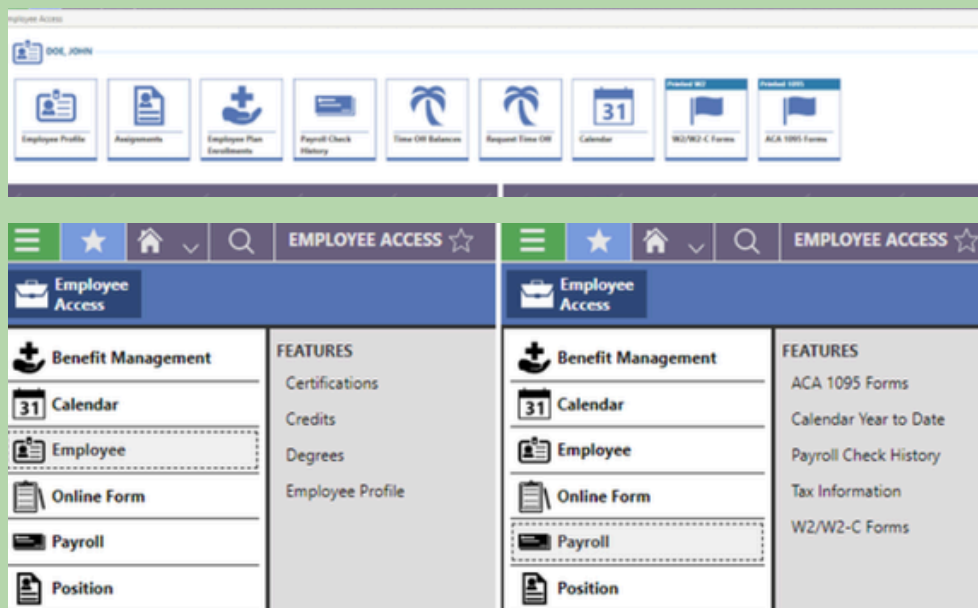 Employee Access
DOE, JOHN
Printed W2
Printed 1095
31
Employee Profile
Assignments
Employee Plan
Enrollments
Payroll Check
History
Time Off Balances
Request Time Off
Calendar
W2/W2-C Forms
ACA 1095 Forms
EMPLOYEE ACCESS
Employee
Access
Benefit Management
31 Calendar
Employee
Online Form
Payroll
Position
FEATURES
Certifications
Credits
Degrees
Employee Profile
EMPLOYEE ACCESS
Employee
Access
Benefit Management
31 Calendar
Employee
Online Form
Payroll
Position
FEATURES
ACA 1095 Forms
Calendar Year to Date
Payroll Check History
Tax Information
W2/W2-C Forms